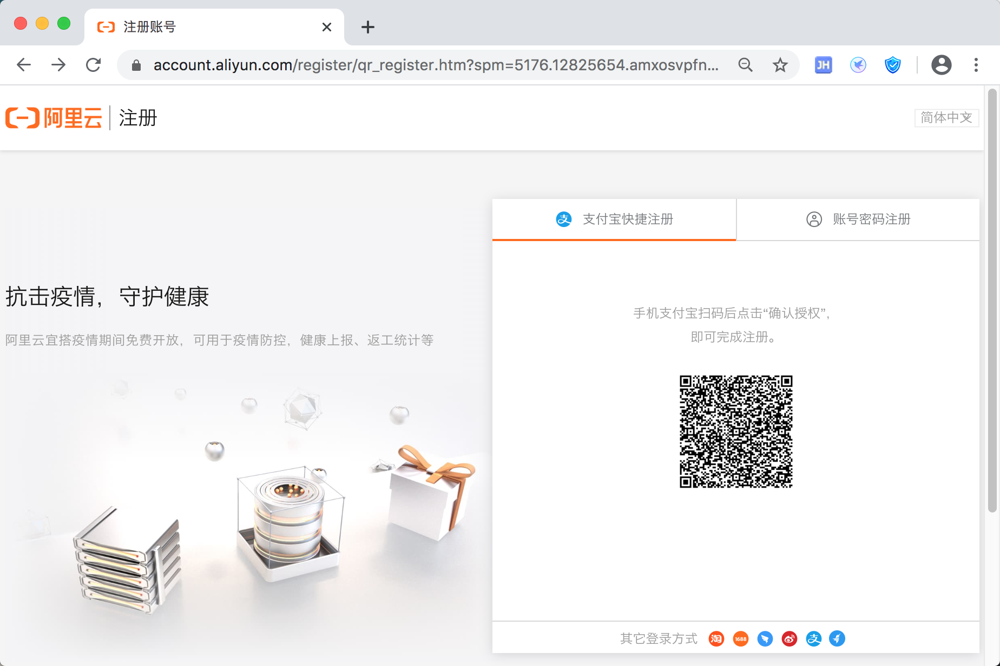 注册账号
account.aliyun.com/register/qr_register.htm?spm=5176.12825654.amxosvpfn...
JH
阿里云
注册
简体中文
支付宝快捷注册
账号密码注册
抗击疫情，守护健康
阿里云宜搭疫情期间免费开放，可用于疫情防控，健康上报、返工统计等
手机支付宝扫码后点击“确认授权”，
即可完成注册。
其它登录方式
淘
1688
支